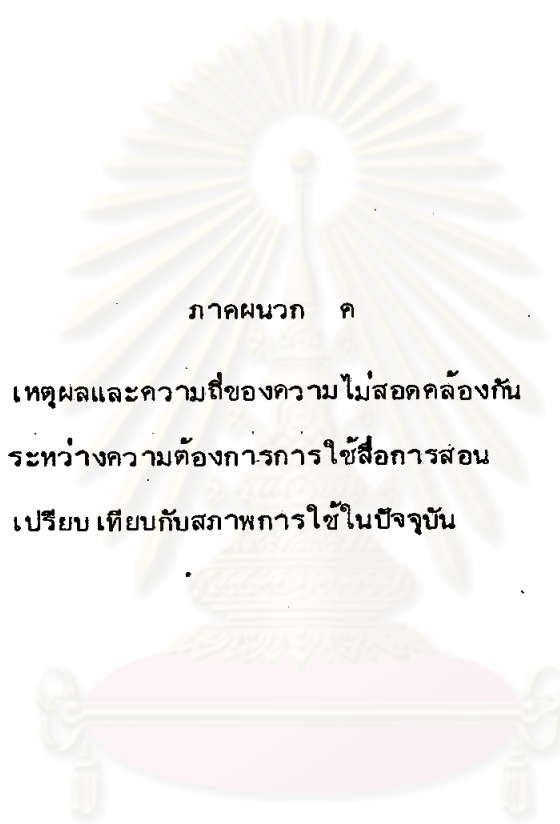 ภาคผนวก ค
เหตุผลและความถี่ของความไม่สอดคล้องกัน
ระหว่างความต้องการการใช้สื่อการสอน
เปรียบเทียบกับสภาพการใช้ในปัจจุบัน